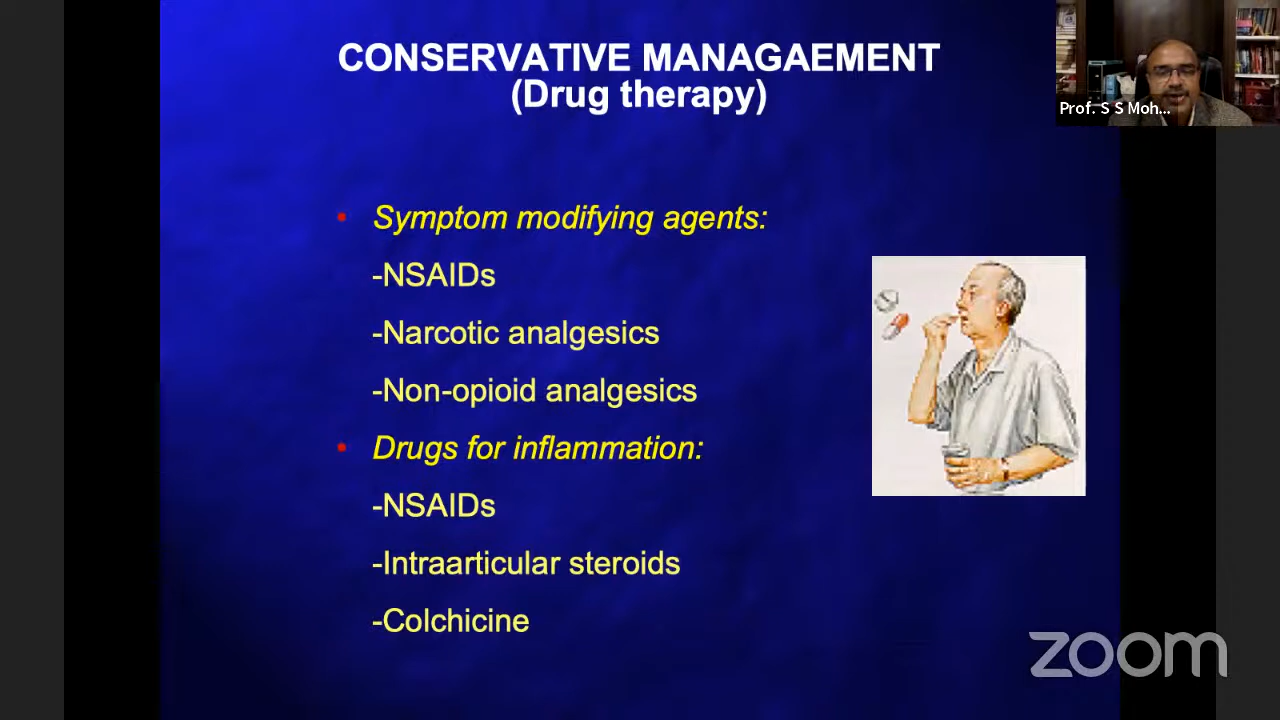 CONSERVATIVE MANAGAEMENT
(Drug therapy)
Prof. S S Moh...
• Symptom modifying agents:
-NSAIDs
-Narcotic analgesics
-Non-opioid analgesics
• Drugs for inflammation:
-NSAIDs
-Intraarticular steroids
-Colchicine
zoom